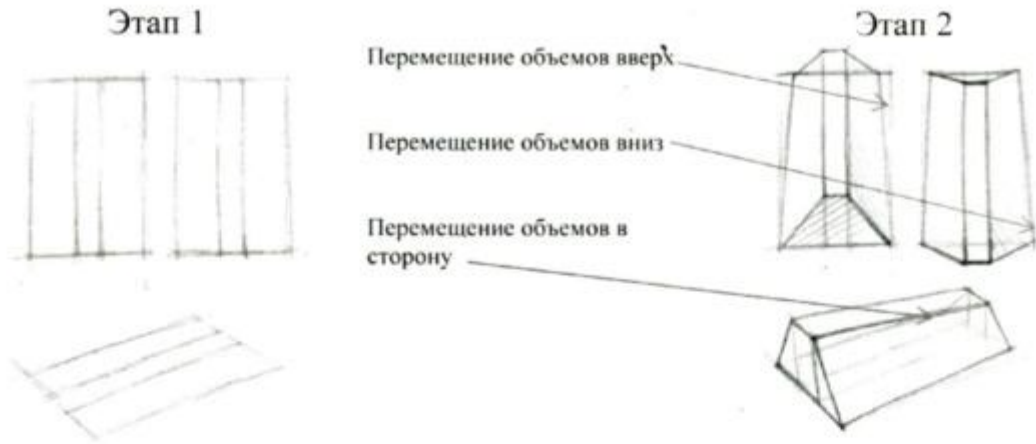 Этап 1
Этап 2
Перемещение объемов вверх
Перемещение объемов вниз
Перемещение объемов в
сторону